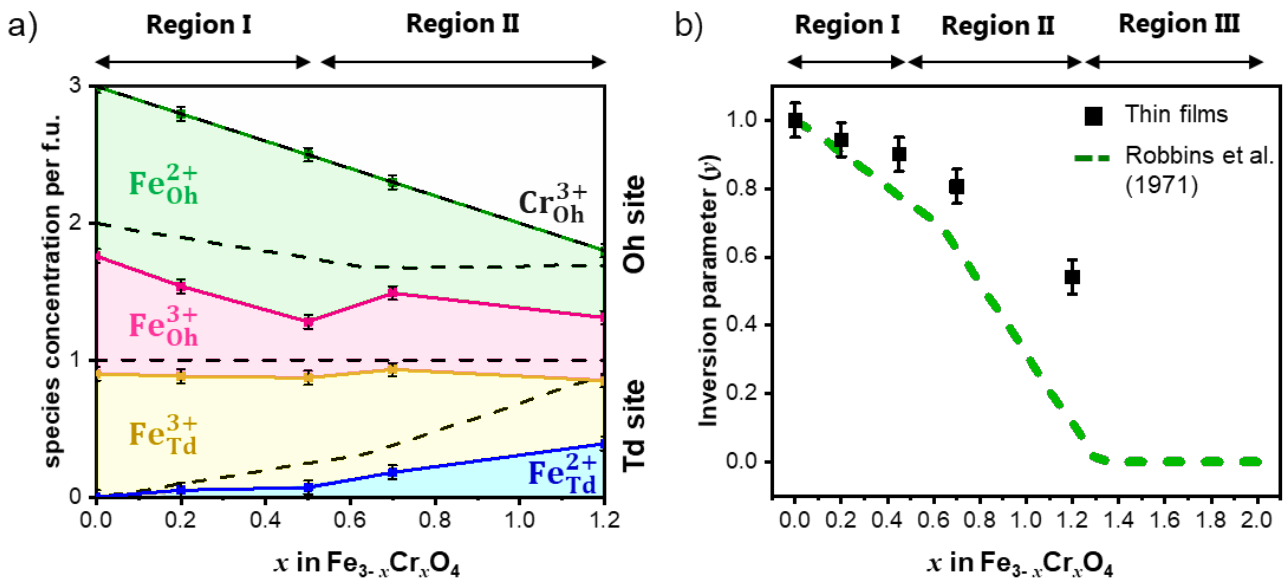 a)
Region I
Region II
species concentration per f.u.
3
2
1
0
Fe²⁺Oh
Cr³⁺Oh
Fe³⁺Oh
Fe³⁺Td
Fe²⁺Td
Oh site
Td site
0.0 0.2 0.4 0.6 0.8 1.0 1.2
x in Fe₃₋ₓCrₓO₄
b)
Region I
Region II
Region III
Inversion parameter (y)
1.0
0.8
0.6
0.4
0.2
0.0
Thin films
Robbins et al.
(1971)
0.0 0.2 0.4 0.6 0.8 1.0 1.2 1.4 1.6 1.8 2.0
x in Fe₃₋ₓCrₓO₄